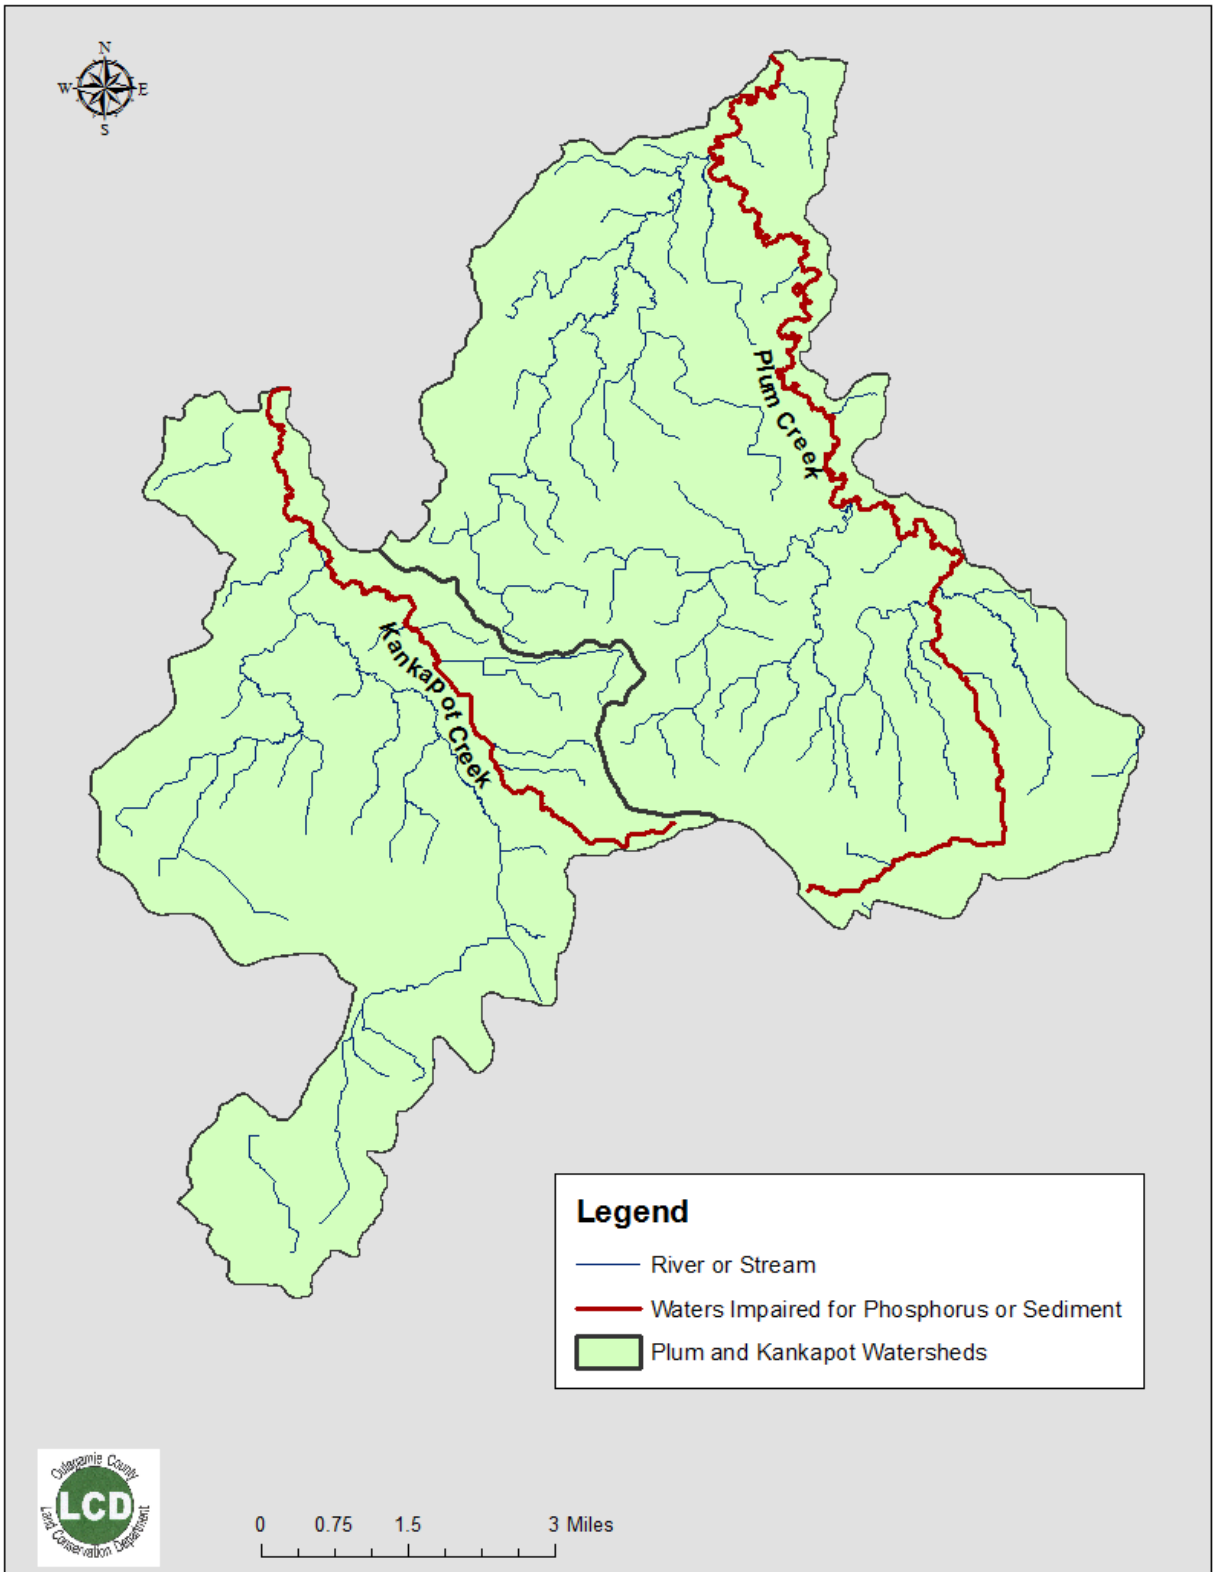 N
W E
S
Plum Creek
Kankapot Creek
Legend
River or Stream
Waters Impaired for Phosphorus or Sediment
Plum and Kankapot Watersheds
Outagamie County
LCD
Land Conservation Department
0 0.75 1.5 3 Miles